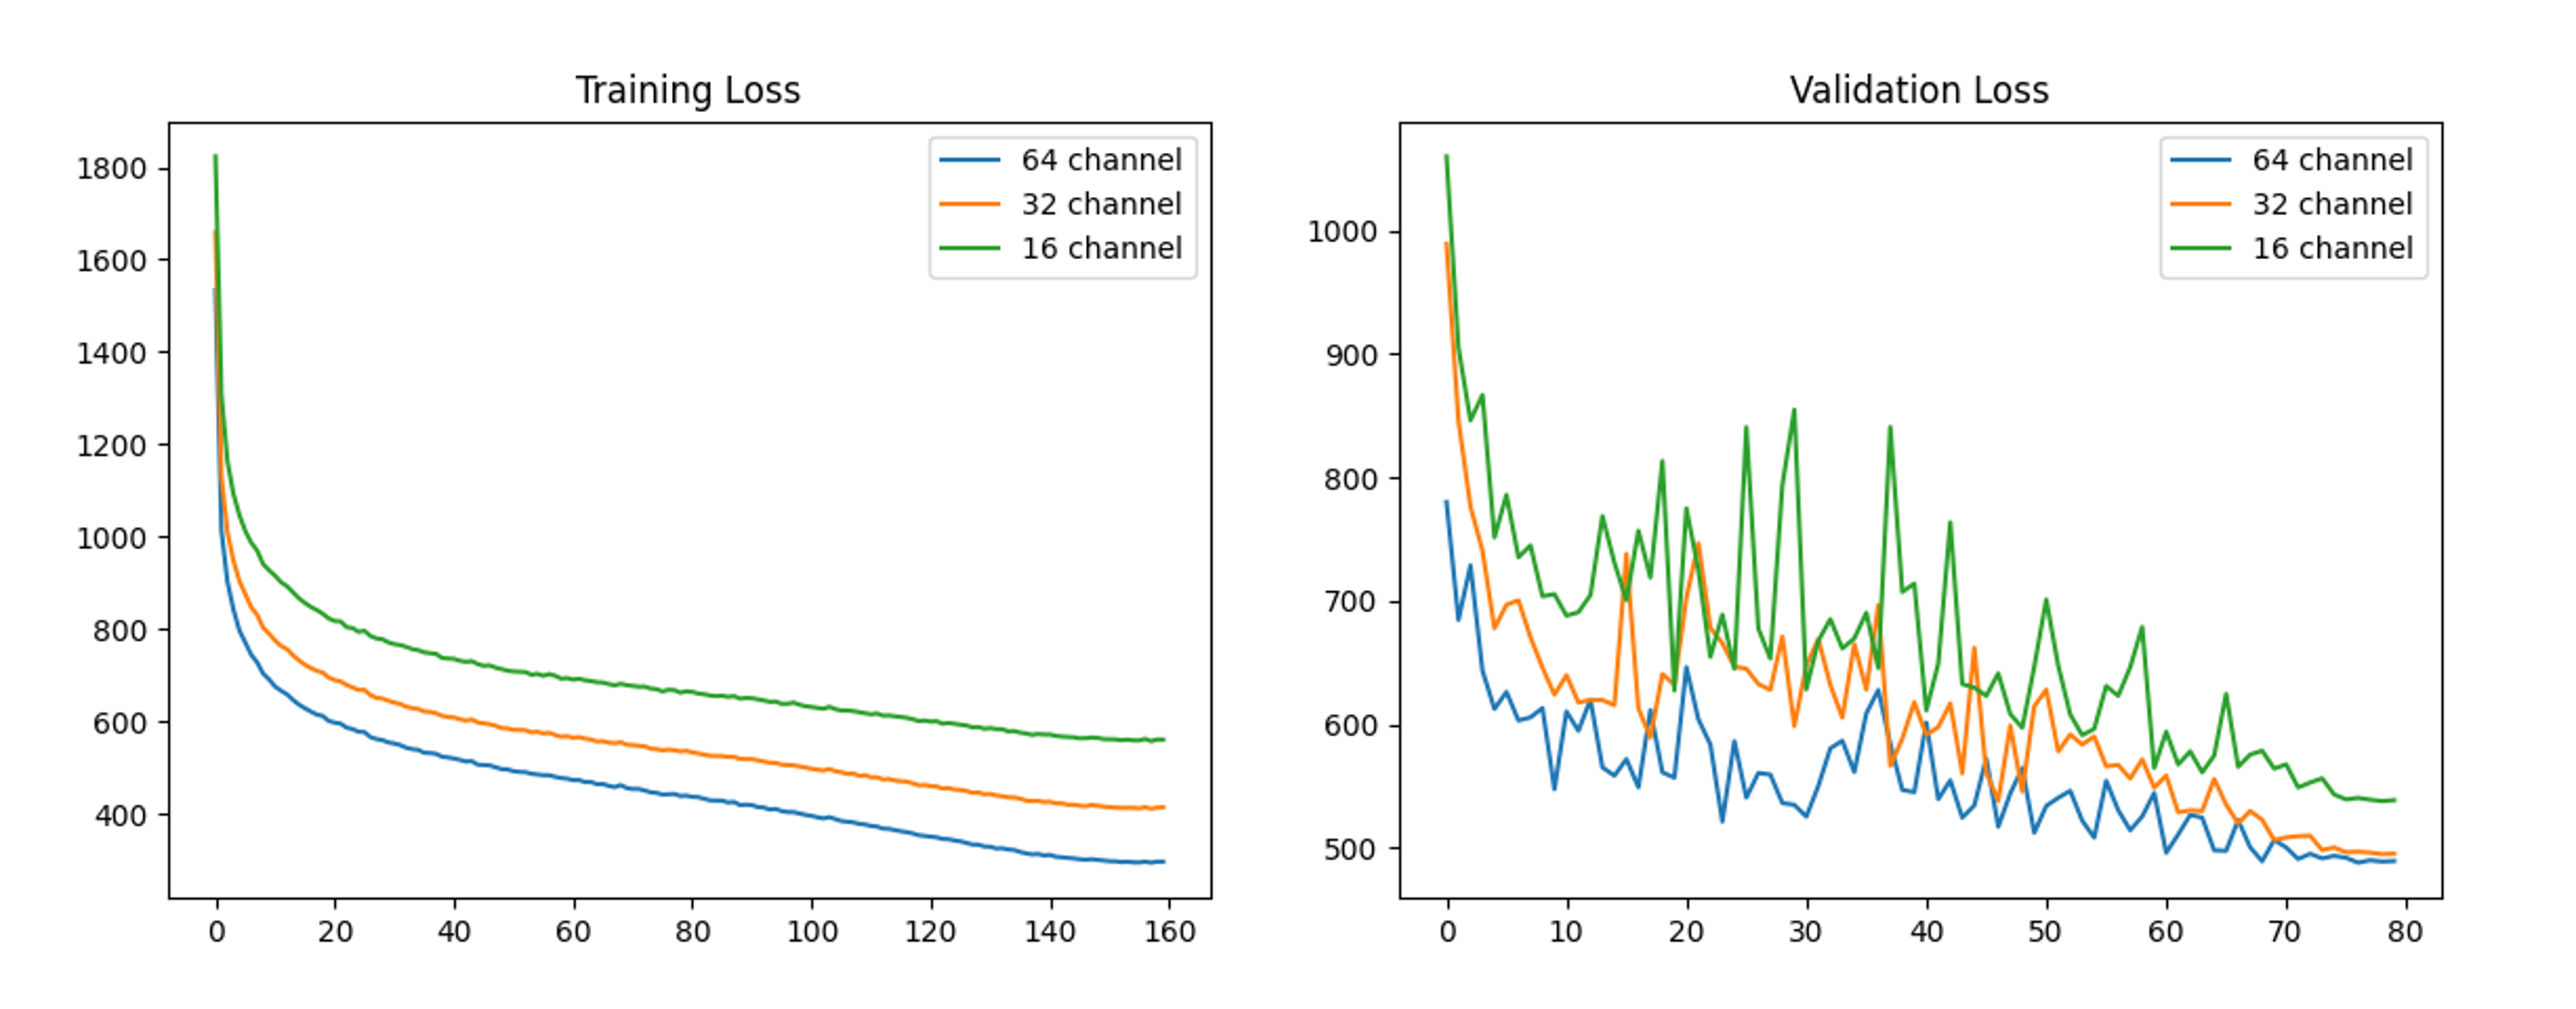 Training Loss
1800
1600
1400
1200
1000
800
600
400
0 20 40 60 80 100 120 140 160
64 channel
32 channel
16 channel
Validation Loss
1000
900
800
700
600
500
0 10 20 30 40 50 60 70 80
64 channel
32 channel
16 channel